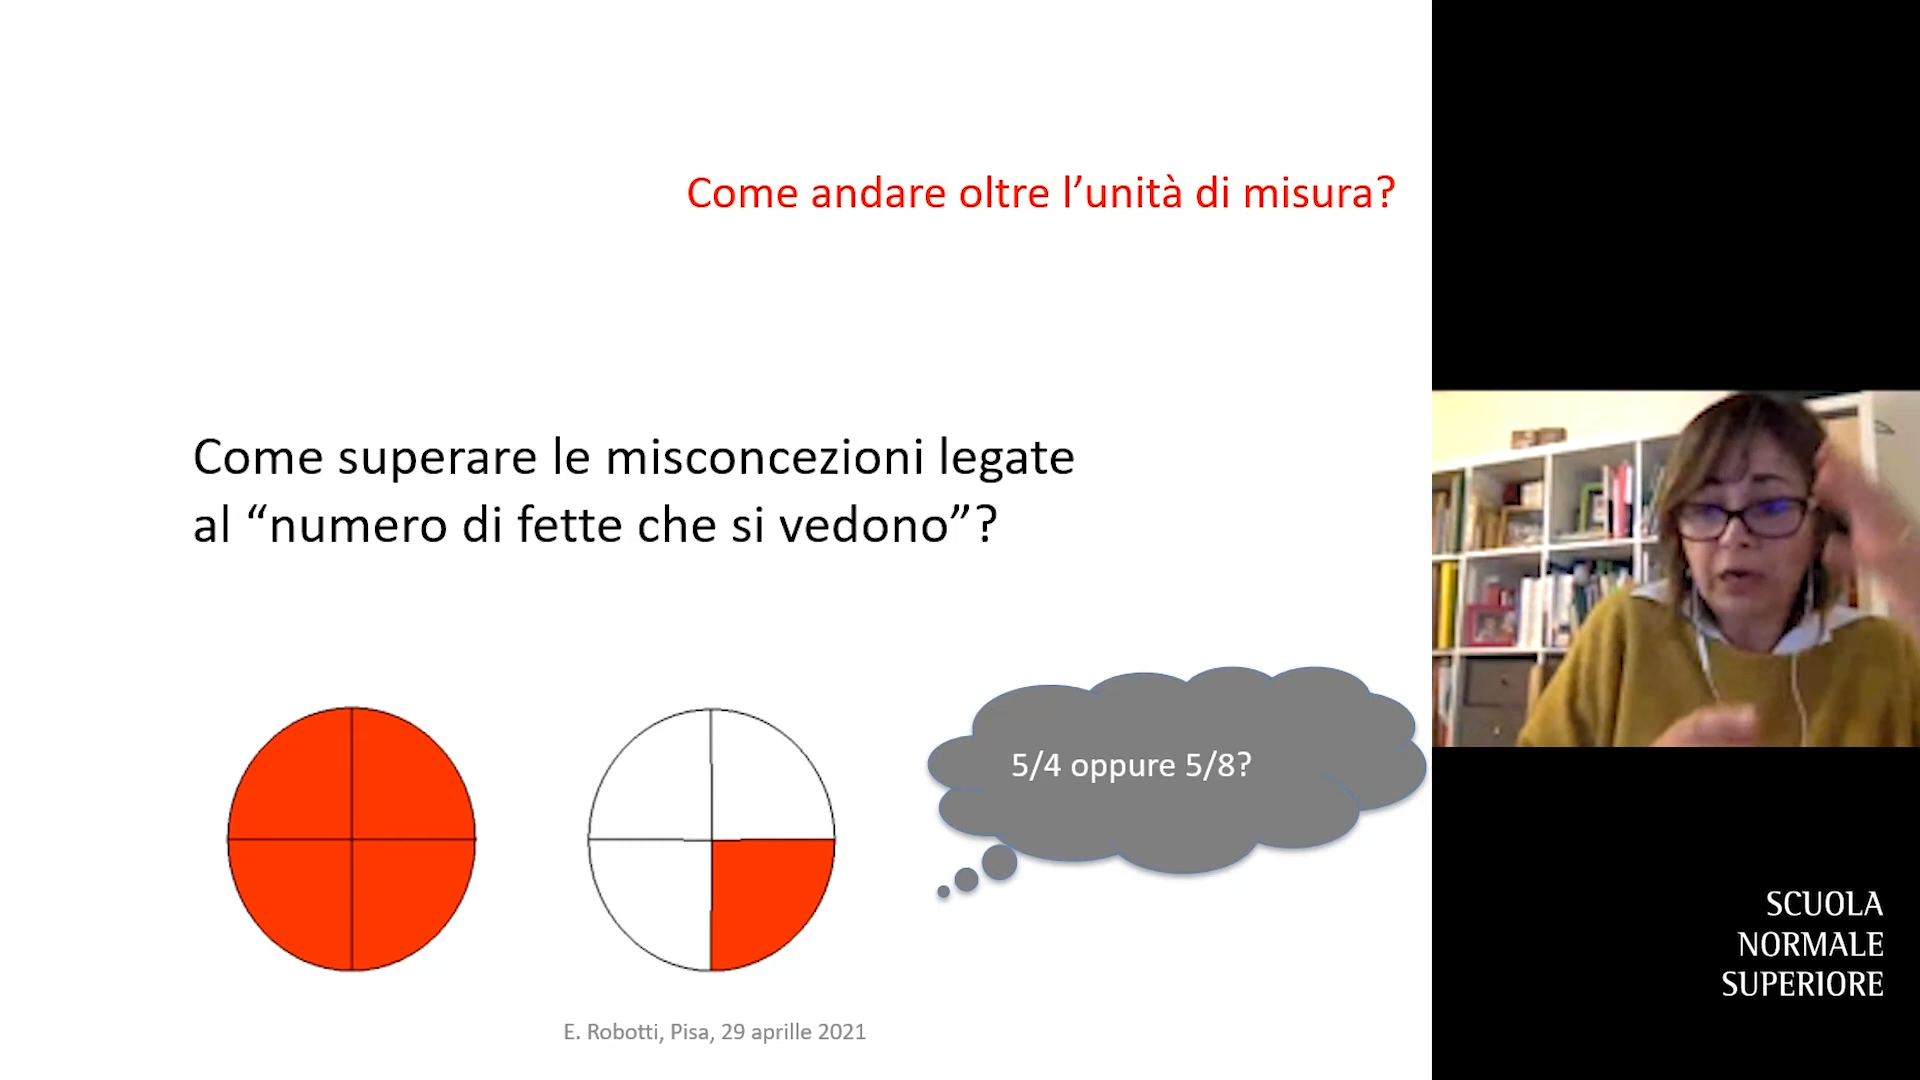 Come andare oltre l’unità di misura?
Come superare le misconcezioni legate
al “numero di fette che si vedono”?
5/4 oppure 5/8?
E. Robotti, Pisa, 29 aprille 2021
SCUOLA
NORMALE
SUPERIORE